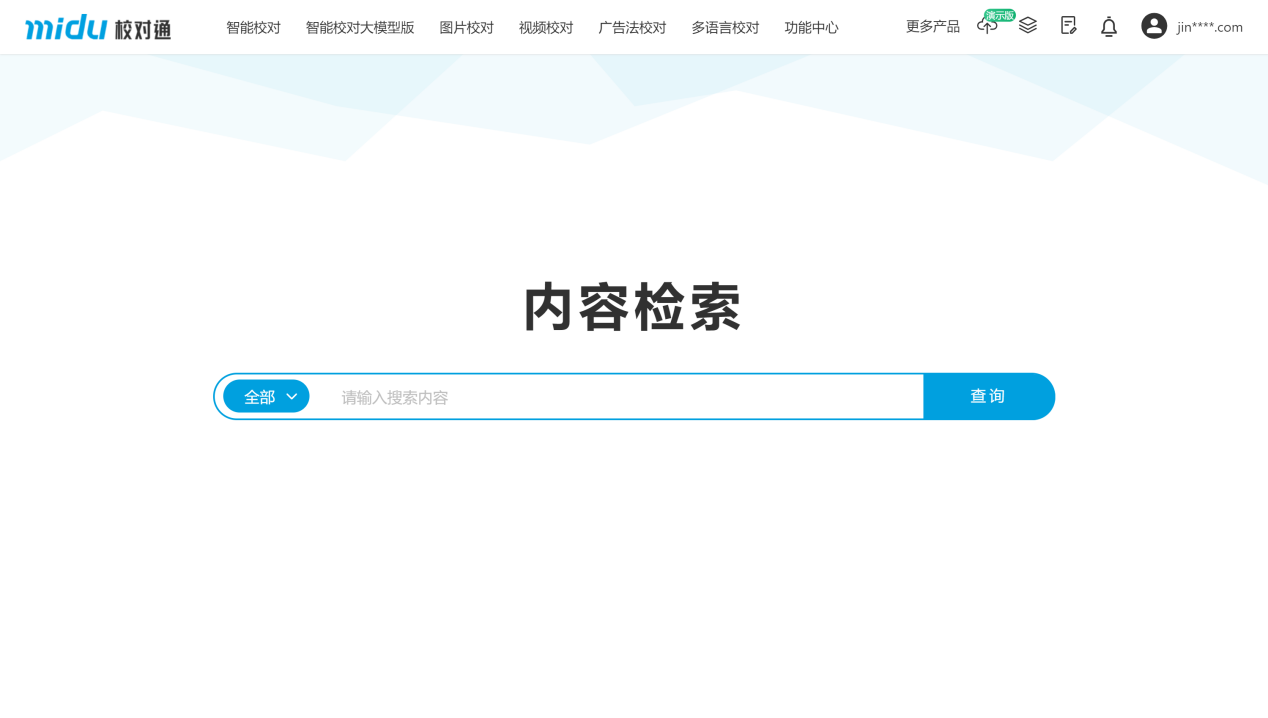 midu 校对通
智能校对 智能校对大模型版 图片校对 视频校对 广告法校对 多语言校对 功能中心 更多产品 演示版 jin****.com
内容检索
全部 请输入搜索内容 查询